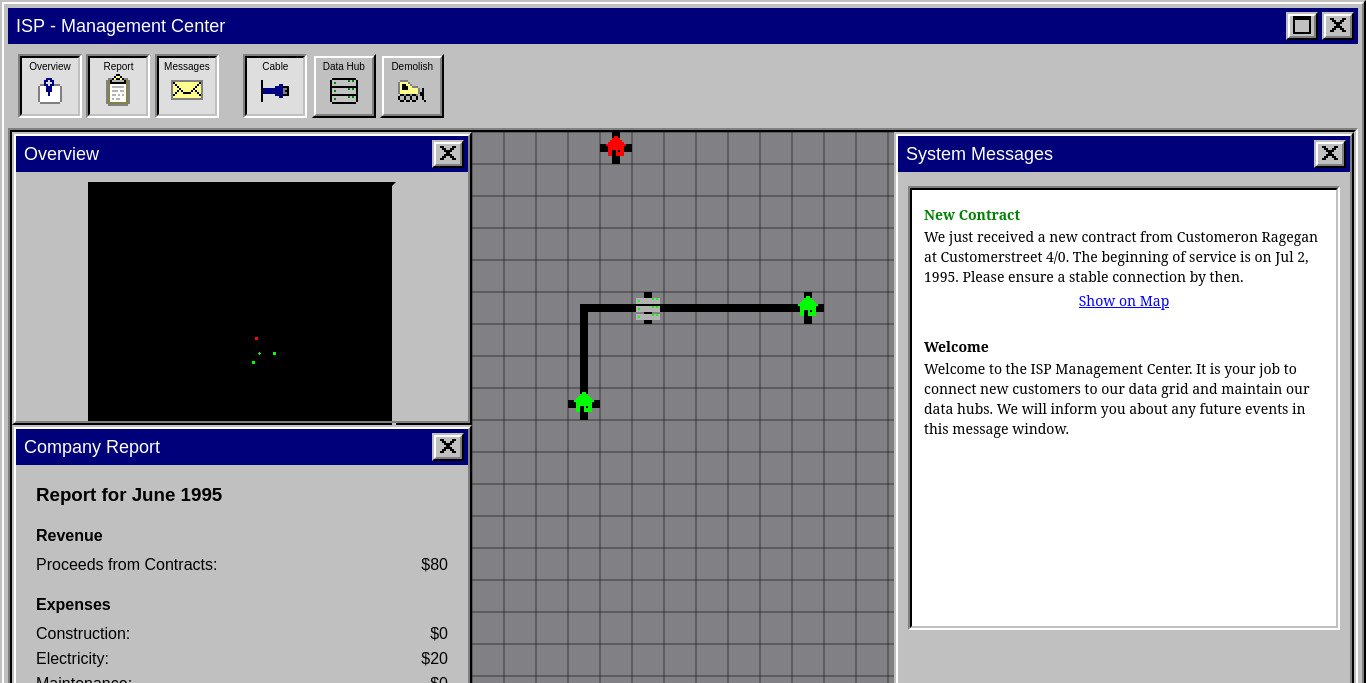 ISP - Management Center
Overview
Report
Messages
Cable
Data Hub
Demolish
Overview
Company Report
Report for June 1995
Revenue
Proceeds from Contracts: $80
Expenses
Construction: $0
Electricity: $20
Maintenance: $0
System Messages
New Contract
We just received a new contract from Customeron Ragegan
at Customerstreet 4/0. The beginning of service is on Jul 2,
1995. Please ensure a stable connection by then.
Show on Map
Welcome
Welcome to the ISP Management Center. It is your job to
connect new customers to our data grid and maintain our
data hubs. We will inform you about any future events in
this message window.